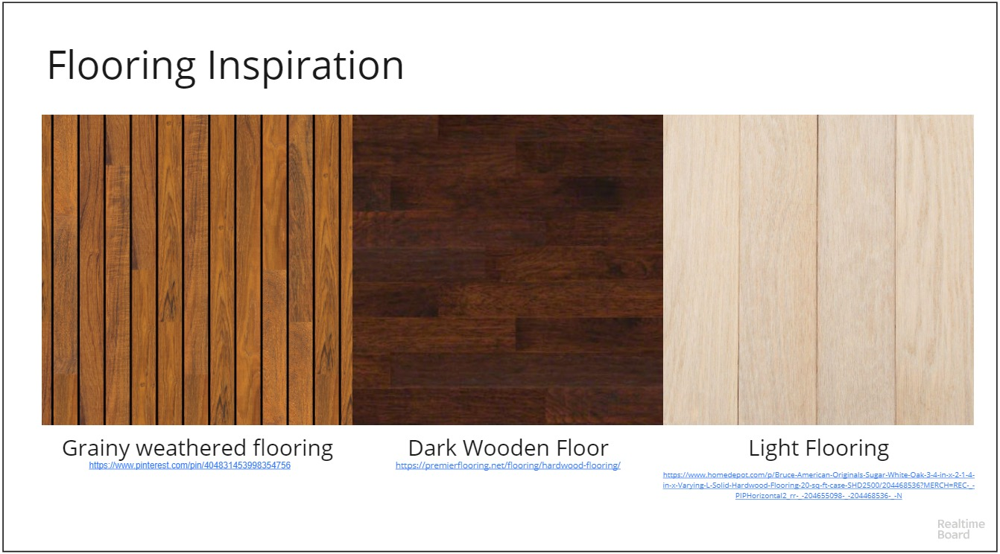 Flooring Inspiration
Grainy weathered flooring
https://www.pinterest.com/pin/404831453998354756
Dark Wooden Floor
https://premierflooring.net/flooring/hardwood-flooring/
Light Flooring
https://www.homedepot.com/p/Bruce-American-Originals-Sugar-White-Oak-3-4-in-x-2-1-4-
in-x-Varying-L-Solid-Hardwood-Flooring-20-sq-ft-case-SHD2500/204468536?MERCH=REC-_-
PIPHorizontal2_rr-_-204655098-_-204468536-_-N
Realtime
Board